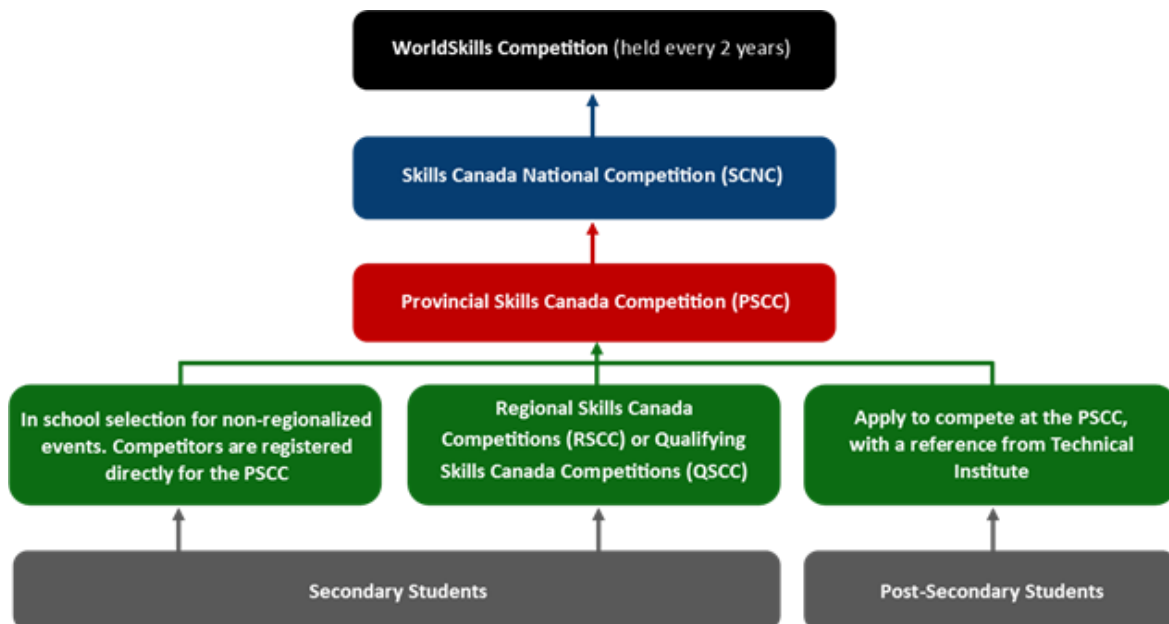 WorldSkills Competition (held every 2 years)
Skills Canada National Competition (SCNC)
Provincial Skills Canada Competition (PSCC)
In school selection for non-regionalized
events. Competitors are registered
directly for the PSCC
Regional Skills Canada
Competitions (RSCC) or Qualifying
Skills Canada Competitions (QSCC)
Apply to compete at the PSCC,
with a reference from Technical
Institute
Secondary Students
Post-Secondary Students